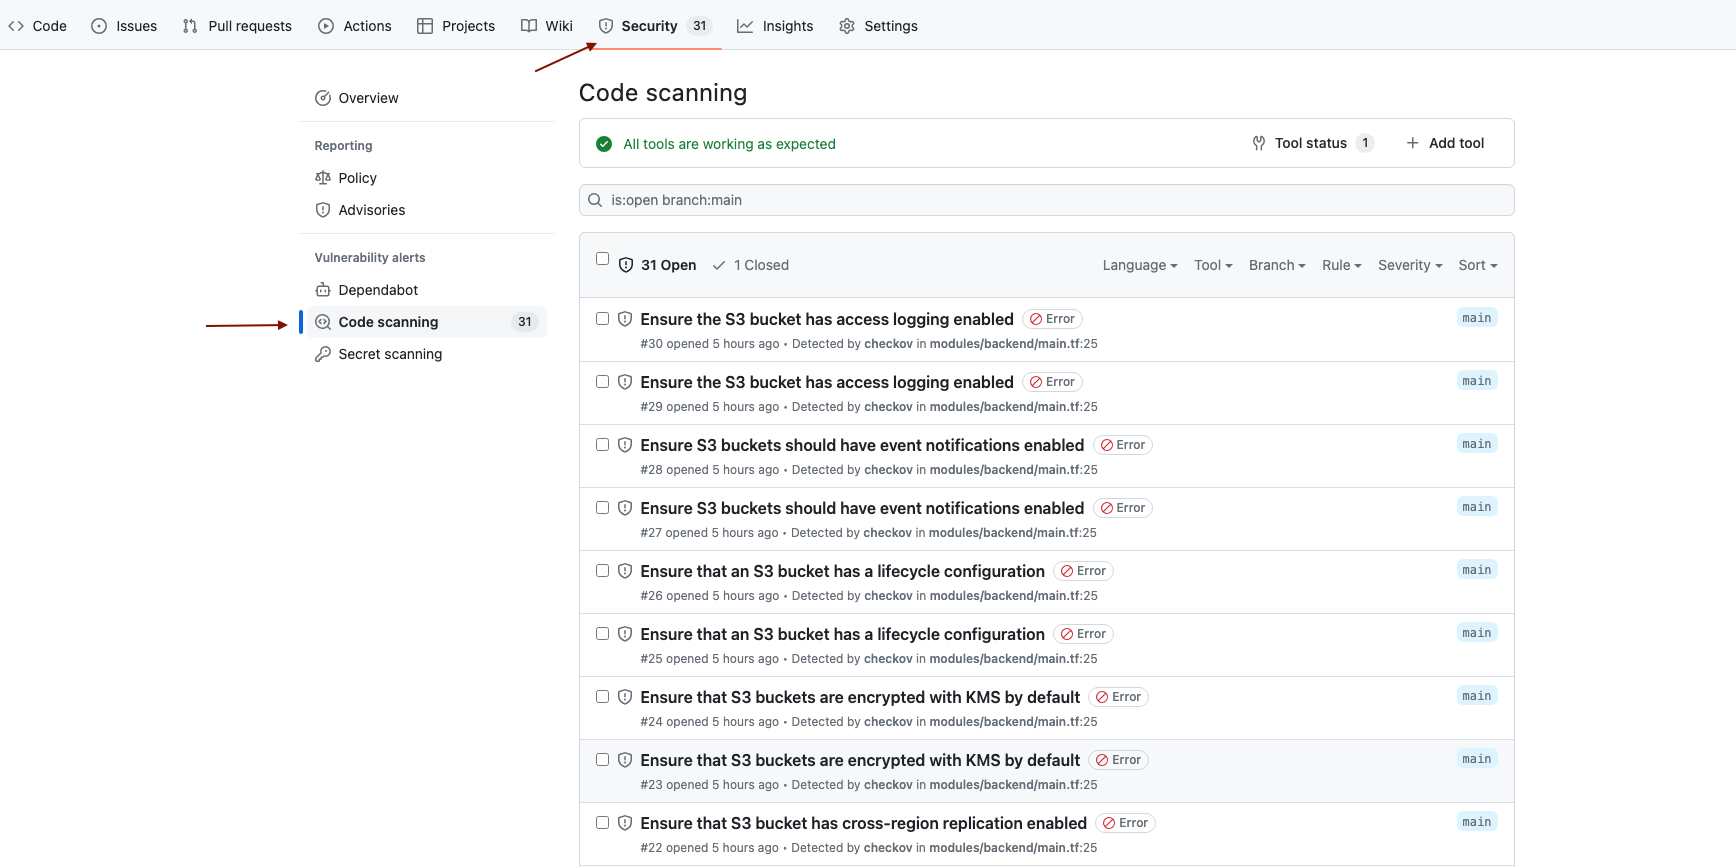 Code Issues Pull requests Actions Projects Wiki Security 31 Insights Settings
Overview
Reporting
Policy
Advisories
Vulnerability alerts
Dependabot
Code scanning 31
Secret scanning
Code scanning
All tools are working as expected Tool status 1 Add tool
is:open branch:main
31 Open 1 Closed Language Tool Branch Rule Severity Sort
Ensure the S3 bucket has access logging enabled Error main
#30 opened 5 hours ago • Detected by checkov in modules/backend/main.tf:25
Ensure the S3 bucket has access logging enabled Error main
#29 opened 5 hours ago • Detected by checkov in modules/backend/main.tf:25
Ensure S3 buckets should have event notifications enabled Error main
#28 opened 5 hours ago • Detected by checkov in modules/backend/main.tf:25
Ensure S3 buckets should have event notifications enabled Error main
#27 opened 5 hours ago • Detected by checkov in modules/backend/main.tf:25
Ensure that an S3 bucket has a lifecycle configuration Error main
#26 opened 5 hours ago • Detected by checkov in modules/backend/main.tf:25
Ensure that an S3 bucket has a lifecycle configuration Error main
#25 opened 5 hours ago • Detected by checkov in modules/backend/main.tf:25
Ensure that S3 buckets are encrypted with KMS by default Error main
#24 opened 5 hours ago • Detected by checkov in modules/backend/main.tf:25
Ensure that S3 buckets are encrypted with KMS by default Error main
#23 opened 5 hours ago • Detected by checkov in modules/backend/main.tf:25
Ensure that S3 bucket has cross-region replication enabled Error main
#22 opened 5 hours ago • Detected by checkov in modules/backend/main.tf:25